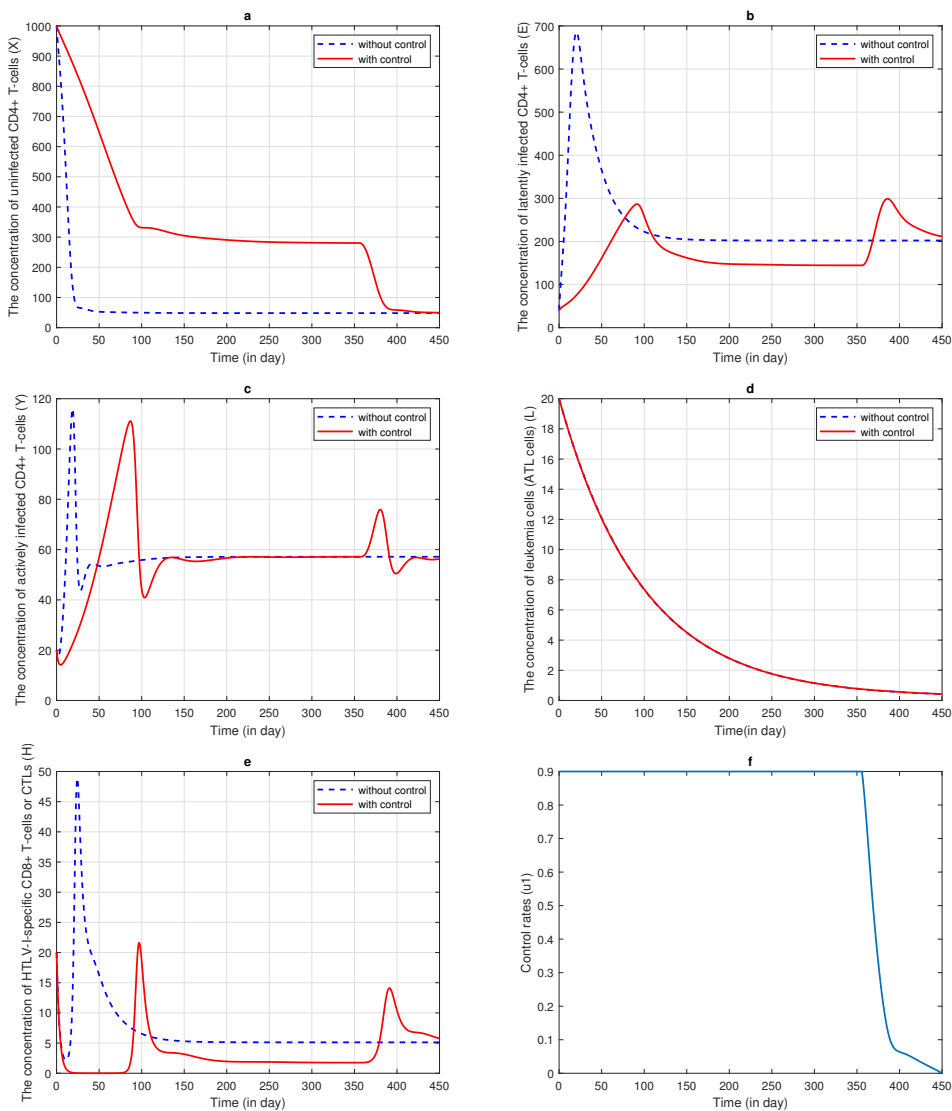 a
The concentration of uninfected CD4+ T-cells (X)
1000
900
800
700
600
500
400
300
200
100
0
0 50 100 150 200 250 300 350 400 450
Time (in day)
without control
with control
b
The concentration of latently infected CD4+ T-cells (E)
700
600
500
400
300
200
100
0
0 50 100 150 200 250 300 350 400 450
Time (in day)
without control
with control
c
The concentration of actively infected CD4+ T-cells (Y)
120
100
80
60
40
20
0
0 50 100 150 200 250 300 350 400 450
Time (in day)
without control
with control
d
The concentration of leukemia cells (ATL cells) (L)
20
18
16
14
12
10
8
6
4
2
0
0 50 100 150 200 250 300 350 400 450
Time(in day)
without control
with control
e
The concentration of HTLV-I-specific CD8+ T-cells or CTLs (H)
50
45
40
35
30
25
20
15
10
5
0
0 50 100 150 200 250 300 350 400 450
Time (in day)
without control
with control
f
Control rates (u1)
0.9
0.8
0.7
0.6
0.5
0.4
0.3
0.2
0.1
0
0 50 100 150 200 250 300 350 400 450
Time (in day)